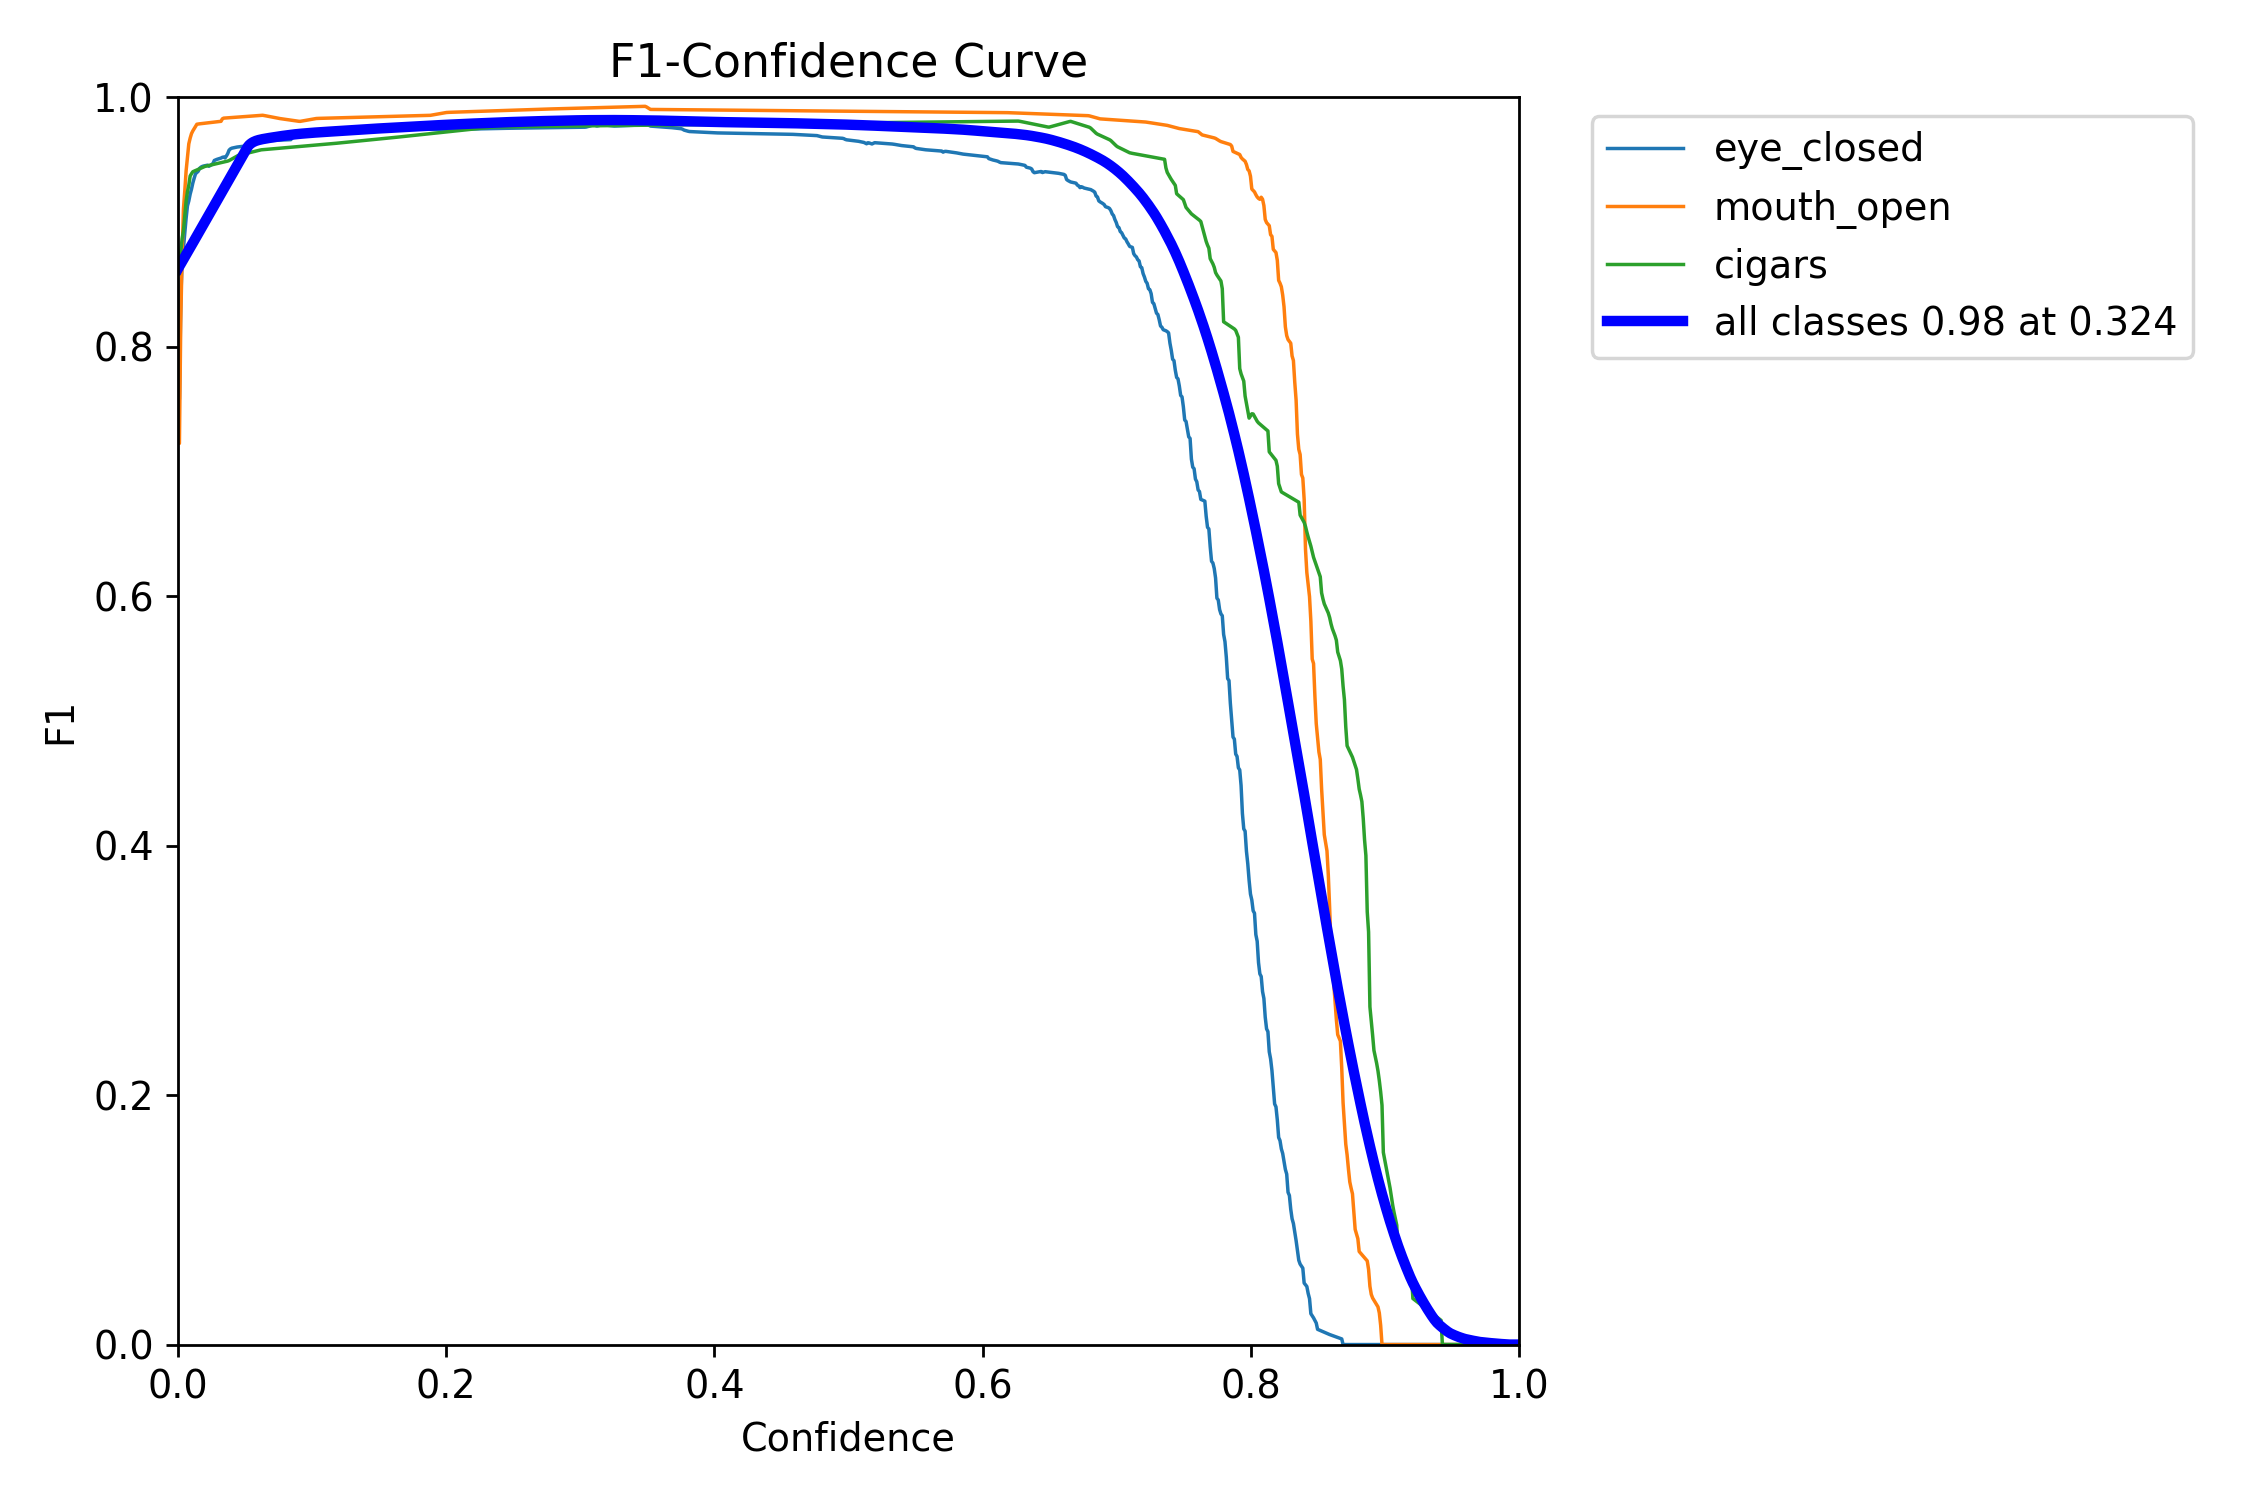 F1-Confidence Curve
1.0
0.8
0.6
0.4
0.2
0.0
F1
0.0 0.2 0.4 0.6 0.8 1.0
Confidence
eye_closed
mouth_open
cigars
all classes 0.98 at 0.324